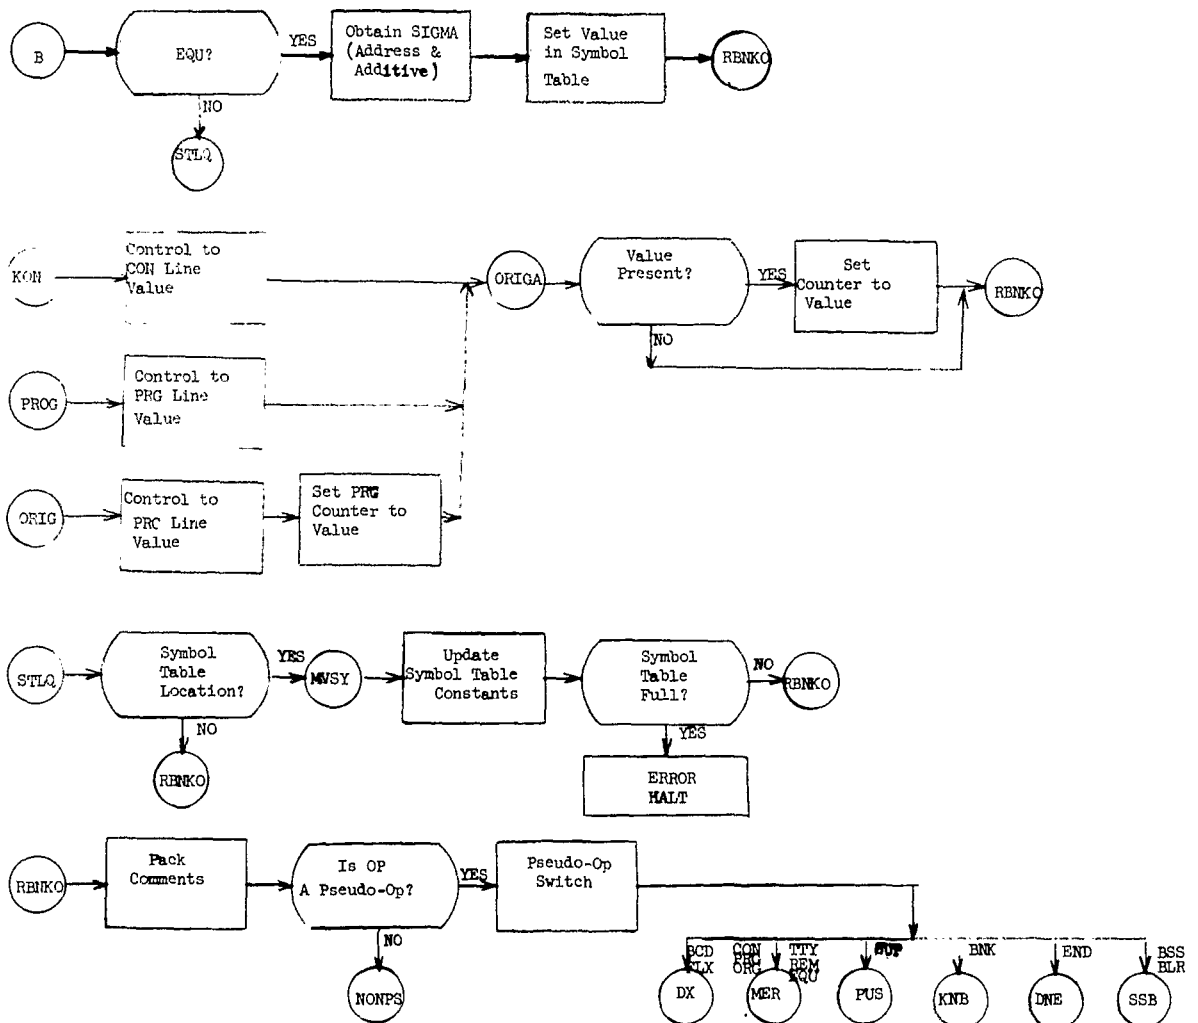 B
EQU?
YES
Obtain SIGMA
(Address &
Additive)
Set Value
in Symbol
Table
RBNKO
NO
STLQ
KON
Control to
CON Line
Value
ORIGA
Value
Present?
YES
Set
Counter to
Value
RBNKO
NO
PROG
Control to
PRG Line
Value
ORIG
Control to
PRC Line
Value
Set PRG
Counter to
Value
STLQ
Symbol
Table
Location?
YES
MVSY
Update
Symbol Table
Constants
Symbol
Table
Full?
NO
RBNKO
NO
RBNKO
YES
ERROR
HALT
RBNKO
Pack
Comments
Is OP
A Pseudo-Op?
YES
Pseudo-Op
Switch
NO
NONPS
BCD
FLX
DX
CON
PRG
ORG
TTY
REM
EQU
MER
PUS
BNK
KNB
END
DNE
BSS
BLR
SSB